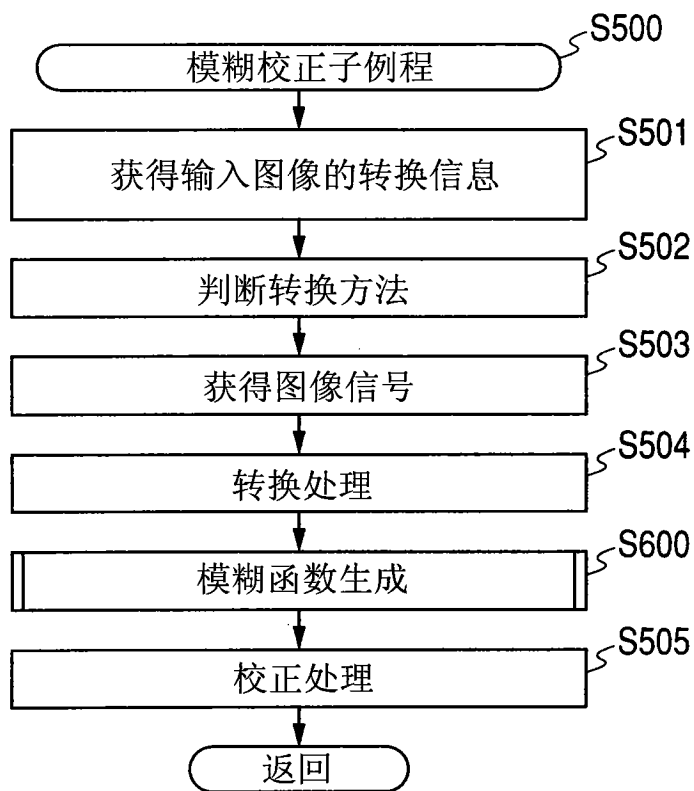 S500
模糊校正子例程
S501
获得输入图像的转换信息
S502
判断转换方法
S503
获得图像信号
S504
转换处理
S600
模糊函数生成
S505
校正处理
返回